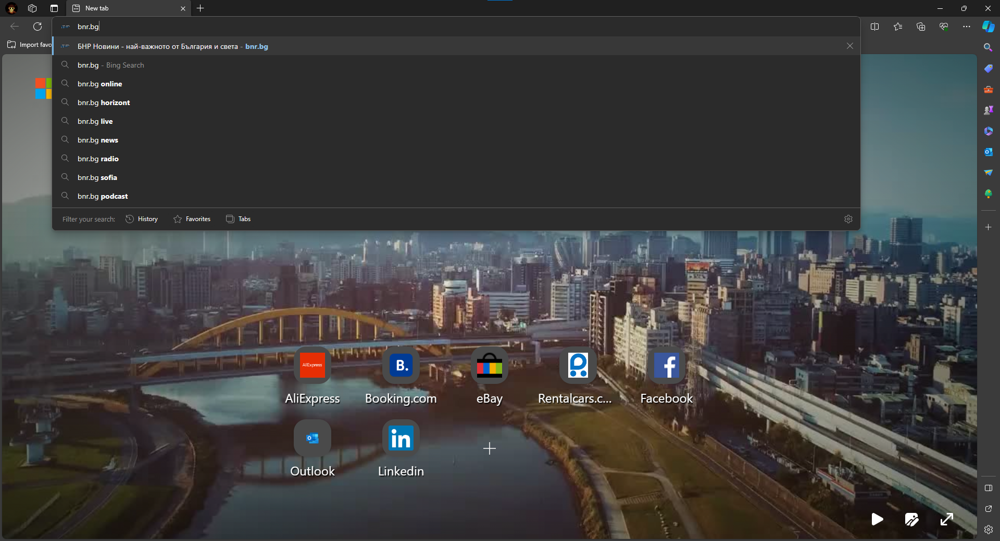 New tab
bnr.bg
Import favo
БНР Новини - най-важното от България и света - bnr.bg
bnr.bg - Bing Search
bnr.bg online
bnr.bg horizont
bnr.bg live
bnr.bg news
bnr.bg radio
bnr.bg sofia
bnr.bg podcast
Filter your search: History Favorites Tabs
AliExpress B.
AliExpress Booking.com eBay Rentalcars.c... Facebook
in
Outlook Linkedin